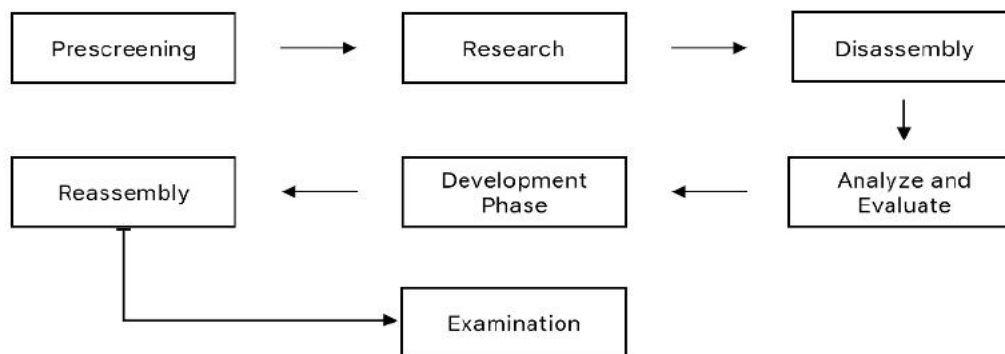 Prescreening
Research
Disassembly
Analyze and
Evaluate
Development
Phase
Reassembly
Examination